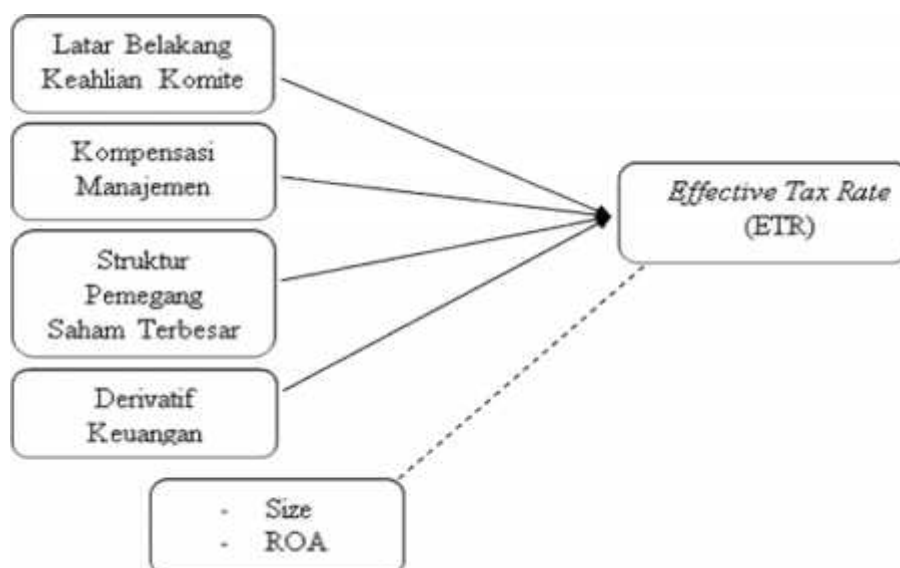 Latar Belakang
Keahlian Komite
Kompensasi
Manajemen
Struktur
Pemegang
Saham Terbesar
Derivatif
Keuangan
- Size
- ROA
Effective Tax Rate
(ETR)